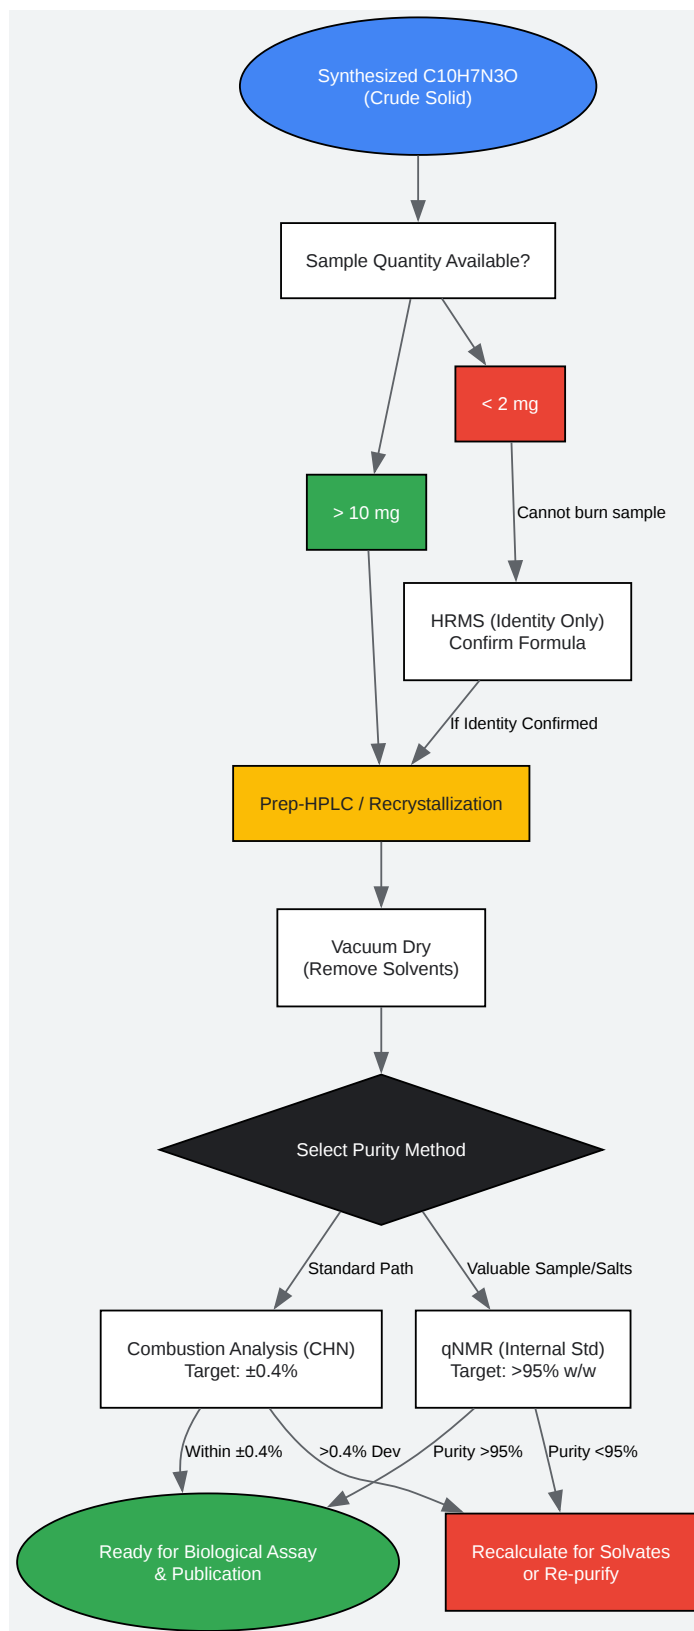 Synthesized C10H7N3O
(Crude Solid)
Sample Quantity Available?
< 2 mg
> 10 mg
Cannot burn sample
HRMS (Identity Only)
Confirm Formula
If Identity Confirmed
Prep-HPLC / Recrystallization
Vacuum Dry
(Remove Solvents)
Select Purity Method
Standard Path
Valuable Sample/Salts
Combustion Analysis (CHN)
Target: ±0.4%
qNMR (Internal Std)
Target: >95% w/w
Within ±0.4%
>0.4% Dev
Purity >95%
Purity <95%
Ready for Biological Assay
& Publication
Recalculate for Solvates
or Re-purify